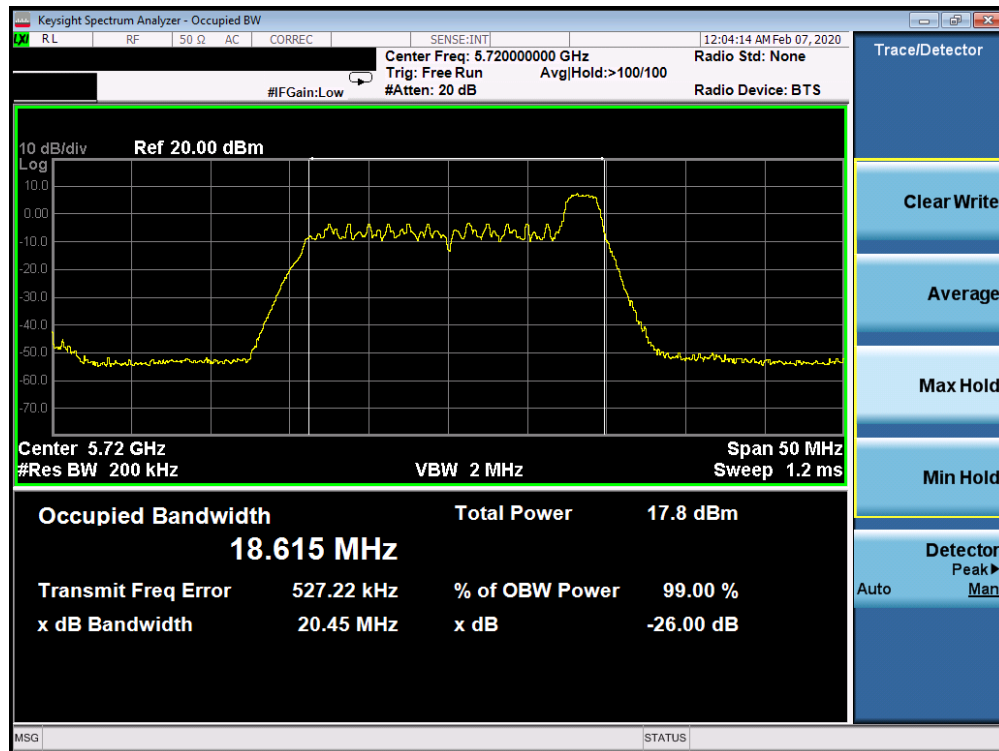 Keysight Spectrum Analyzer - Occupied BW
LXI RL RF 50 Ω AC CORREC SENSE:INT 12:04:14 AM Feb 07, 2020
Center Freq: 5.720000000 GHz Radio Std: None
Trig: Free Run Avg|Hold:>100/100
#IFGain:Low #Atten: 20 dB Radio Device: BTS
10 dB/div Ref 20.00 dBm
Log
10.0
0.00
-10.0
-20.0
-30.0
-40.0
-50.0
-60.0
-70.0
Center 5.72 GHz Span 50 MHz
#Res BW 200 kHz VBW 2 MHz Sweep 1.2 ms
Occupied Bandwidth Total Power 17.8 dBm
18.615 MHz
Transmit Freq Error 527.22 kHz % of OBW Power 99.00 %
x dB Bandwidth 20.45 MHz x dB -26.00 dB
MSG STATUS
Trace/Detector
Clear Write
Average
Max Hold
Min Hold
Detector
Peak▶
Auto Man